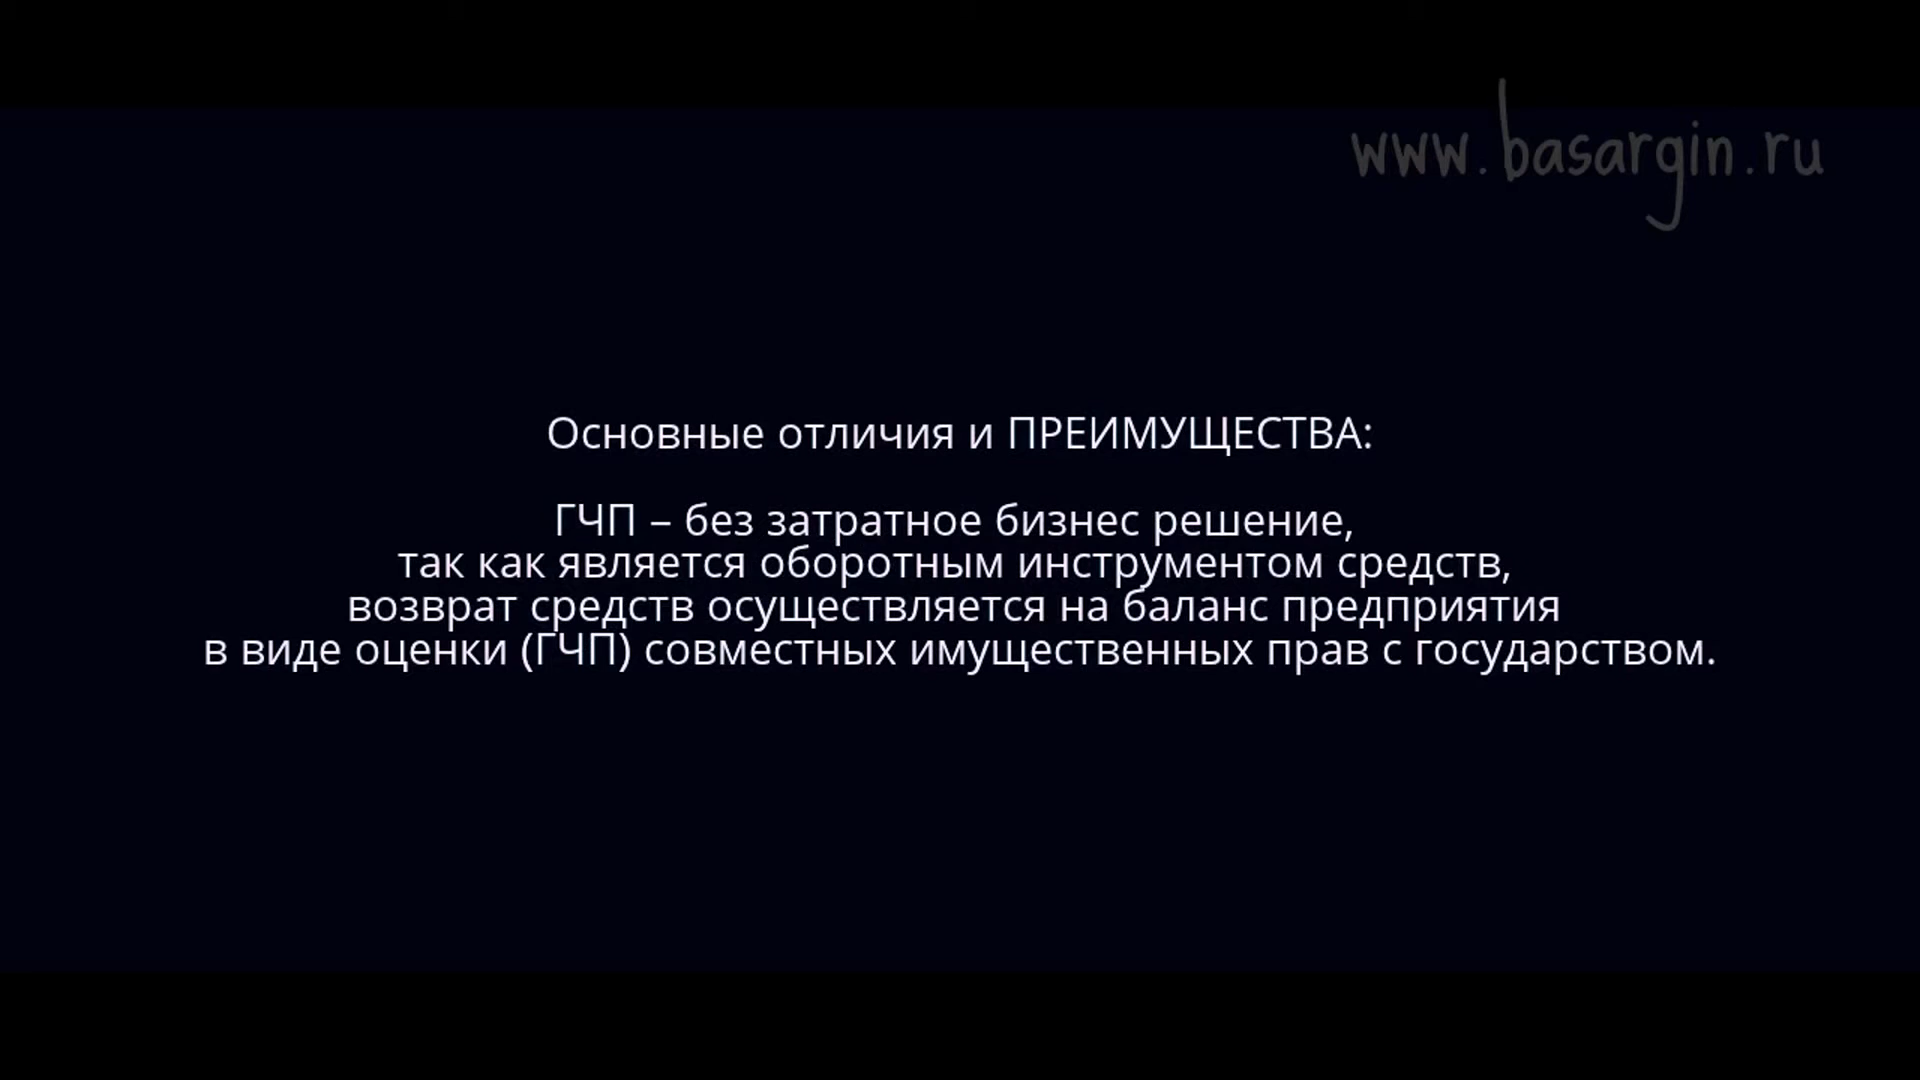 www.basargin.ru
Основные отличия и ПРЕИМУЩЕСТВА:
ГЧП – без затратное бизнес решение,
так как является оборотным инструментом средств,
возврат средств осуществляется на баланс предприятия
в виде оценки (ГЧП) совместных имущественных прав с государством.